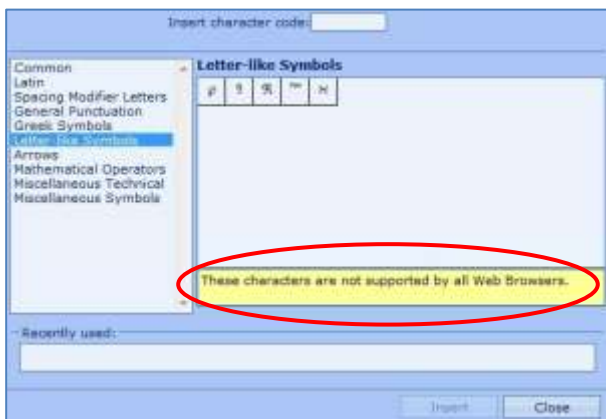 Insert character code:
Common
Latin
Spacing Modifier Letters
General Punctuation
Greek Symbols
Letter-like Symbols
Arrows
Mathematical Operators
Miscellaneous Technical
Miscellaneous Symbols
Letter-like Symbols
℘ ℑ ℜ ™ ℵ
These characters are not supported by all Web Browsers.
Recently used:
Insert Close